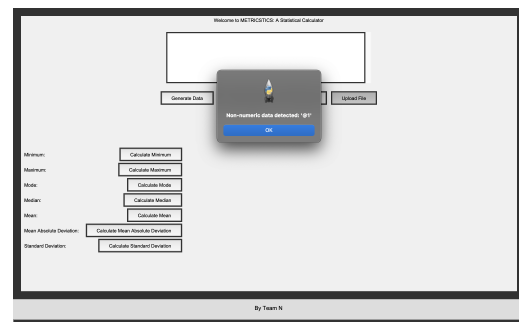 Welcome to METRICSTICS: A Statistical Calculator
Generate Data
Upload File
Non-numeric data detected: '@!'
OK
Minimum:
Calculate Minimum
Maximum:
Calculate Maximum
Mode:
Calculate Mode
Median:
Calculate Median
Mean:
Calculate Mean
Mean Absolute Deviation:
Calculate Mean Absolute Deviation
Standard Deviation:
Calculate Standard Deviation
By Team N